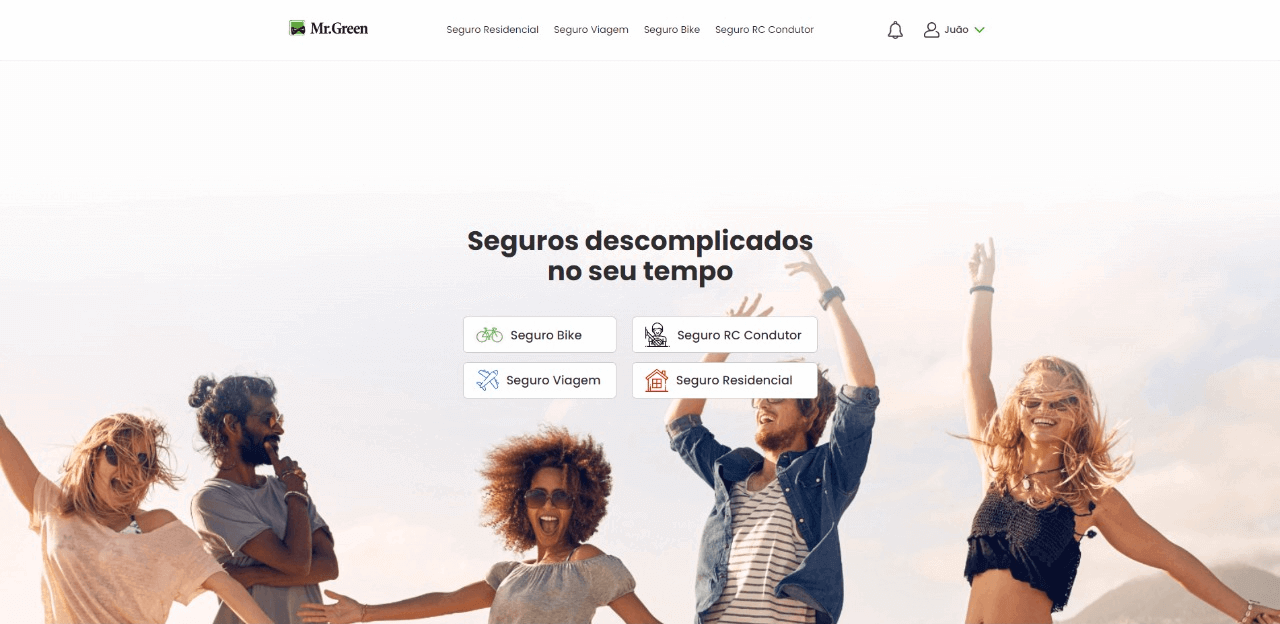 Mr.Green
Seguro Residencial
Seguro Viagem
Seguro Bike
Seguro RC Condutor
Juão
Seguros descomplicados
no seu tempo
Seguro Bike
Seguro RC Condutor
Seguro Viagem
Seguro Residencial